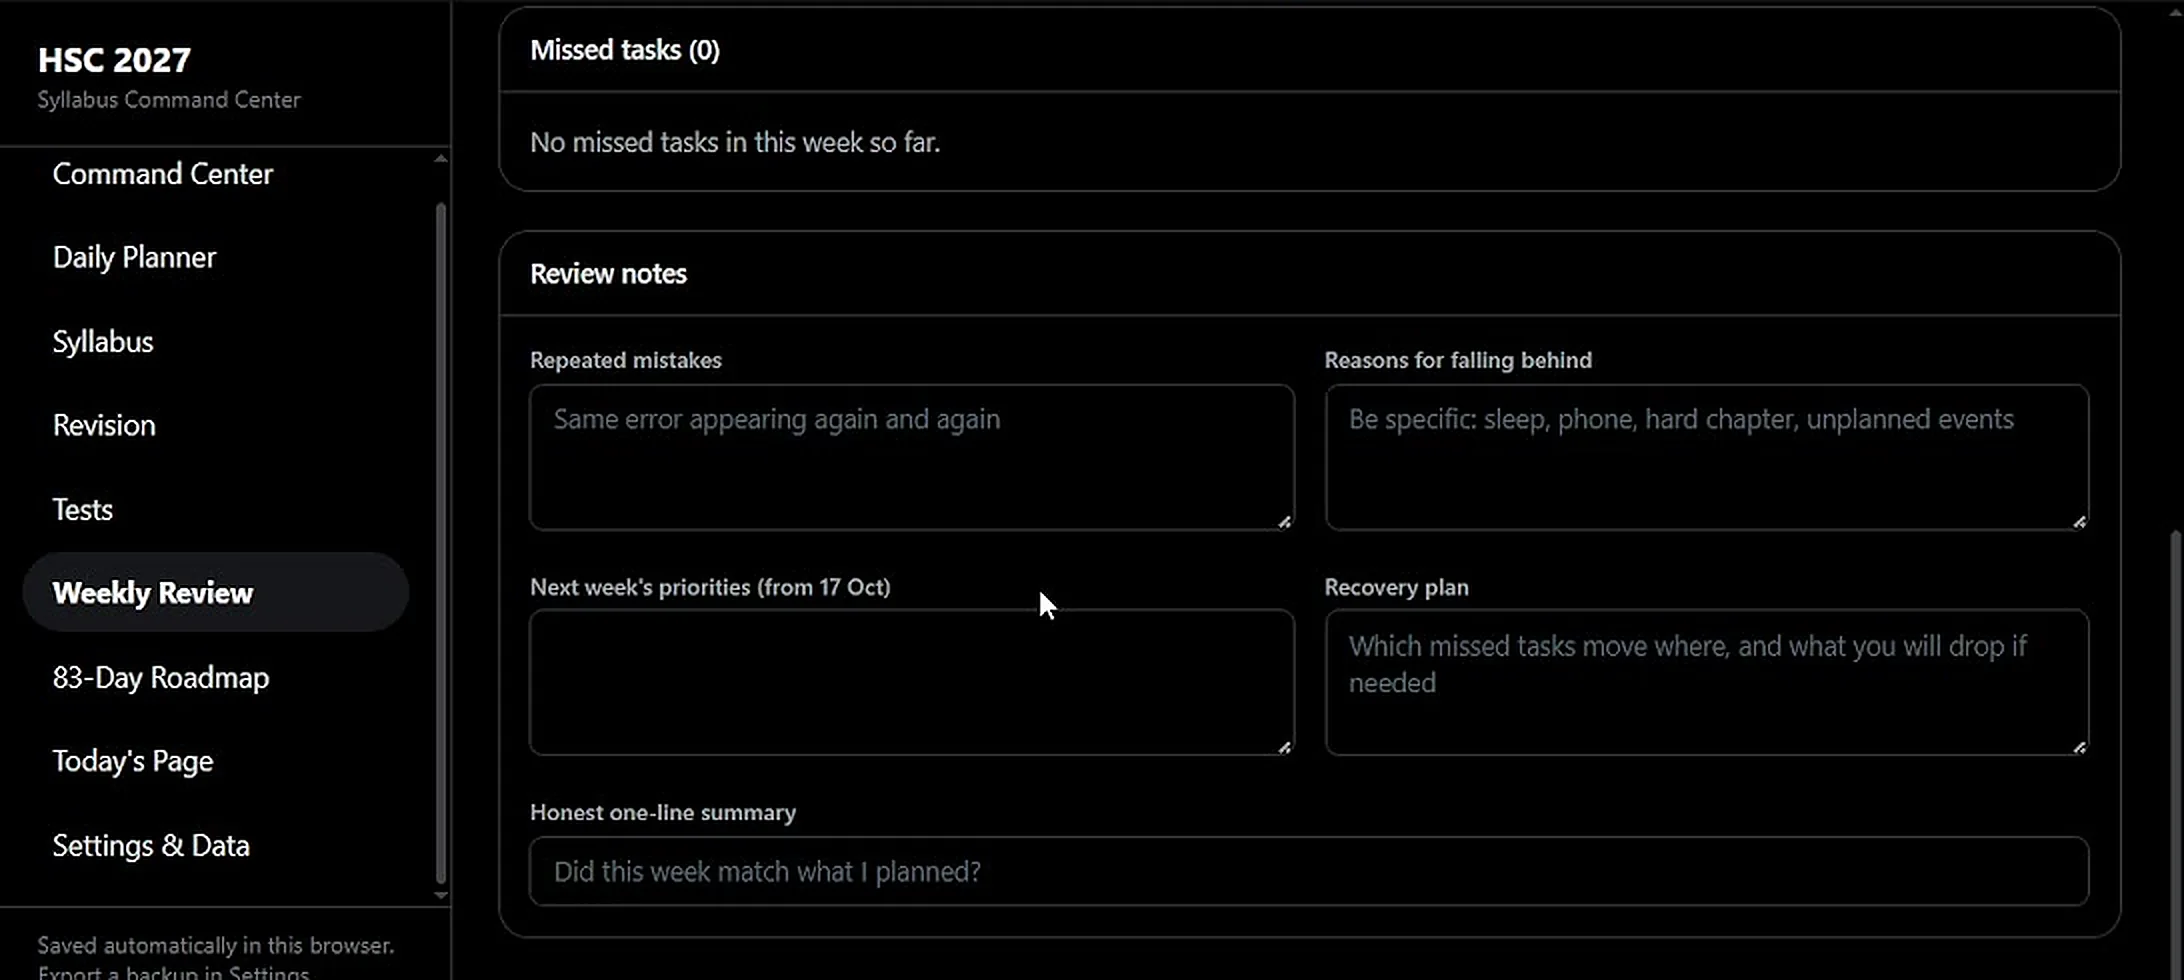 HSC 2027
Syllabus Command Center
Command Center
Daily Planner
Syllabus
Revision
Tests
Weekly Review
83-Day Roadmap
Today's Page
Settings & Data
Saved automatically in this browser.
Export a backup in Settings
Missed tasks (0)
No missed tasks in this week so far.
Review notes
Repeated mistakes
Same error appearing again and again
Reasons for falling behind
Be specific: sleep, phone, hard chapter, unplanned events
Next week's priorities (from 17 Oct)
Recovery plan
Which missed tasks move where, and what you will drop if
needed
Honest one-line summary
Did this week match what I planned?